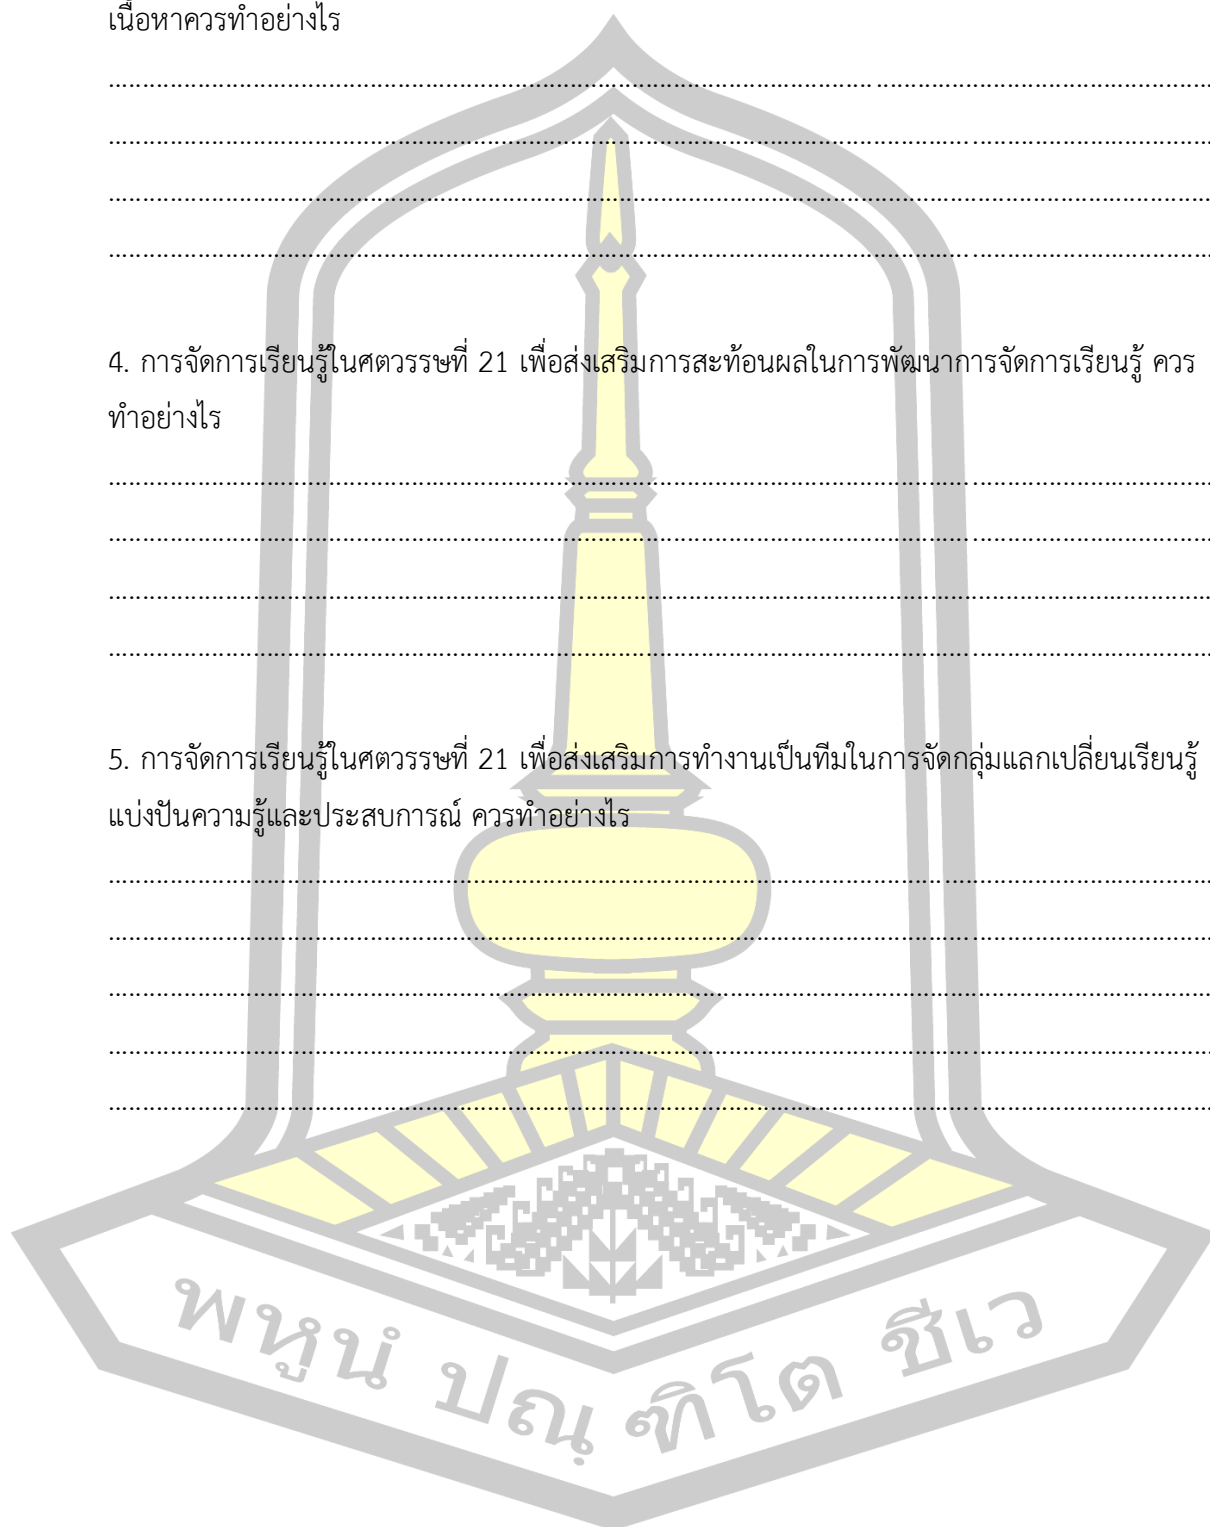 เนื้อหาควรทำอย่างไร
4. การจัดการเรียนรู้ในศตวรรษที่ 21 เพื่อส่งเสริมการสะท้อนผลในการพัฒนาการจัดการเรียนรู้ ควร
ทำอย่างไร
5. การจัดการเรียนรู้ในศตวรรษที่ 21 เพื่อส่งเสริมการทำงานเป็นทีมในการจัดกลุ่มแลกเปลี่ยนเรียนรู้
แบ่งปันความรู้และประสบการณ์ ควรทำอย่างไร
พหูนํ ปณฺฑิโต ชีเว